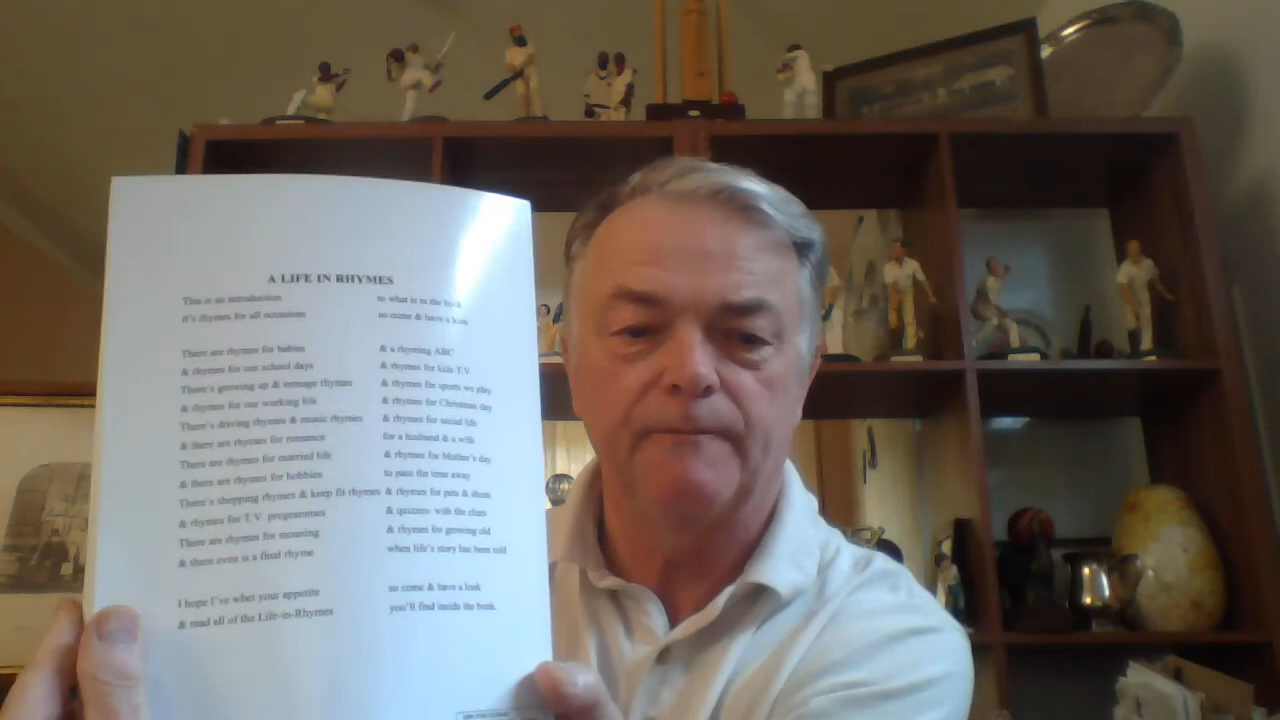 A LIFE IN RHYMES
This is an introduction to what is in the book
it's rhymes for all occasions so come & have a look
There are rhymes for babies & a rhyming ABC
& rhymes for our school days & rhymes for kids T.V
There's growing up & teenage rhymes & rhymes for sports we play
& rhymes for our working life & rhymes for Christmas day
There's driving rhymes & music rhymes & rhymes for social life
& there are rhymes for romance for a husband & a wife
There are rhymes for married life & rhymes for Mother's day
& there are rhymes for hobbies to pass the time away
There's shopping rhymes & keep fit rhymes & rhymes for pets & shoes
& rhymes for T.V programmes & quizzes- with the clues
There are rhymes for mourning & rhymes for growing old
& there even is a final rhyme when life's story has been told
I hope I've whet your appetite so come & have a look
& read all of the Life-in-Rhymes you'll find inside the book